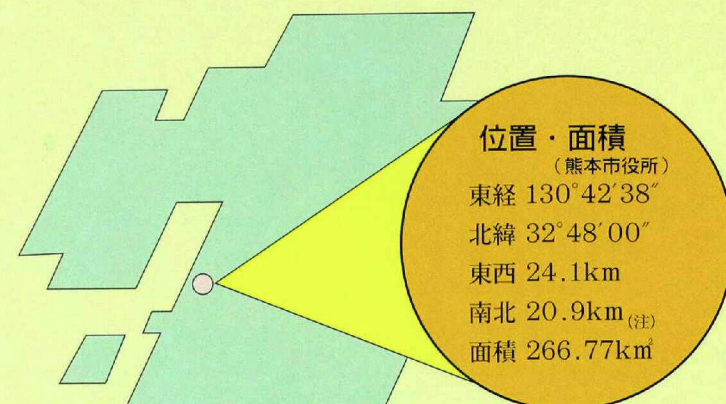 位置・面積
（熊本市役所）
東経 130°42′38″
北緯 32°48′00″
東西 24.1km
南北 20.9km(注)
面積 266.77km²